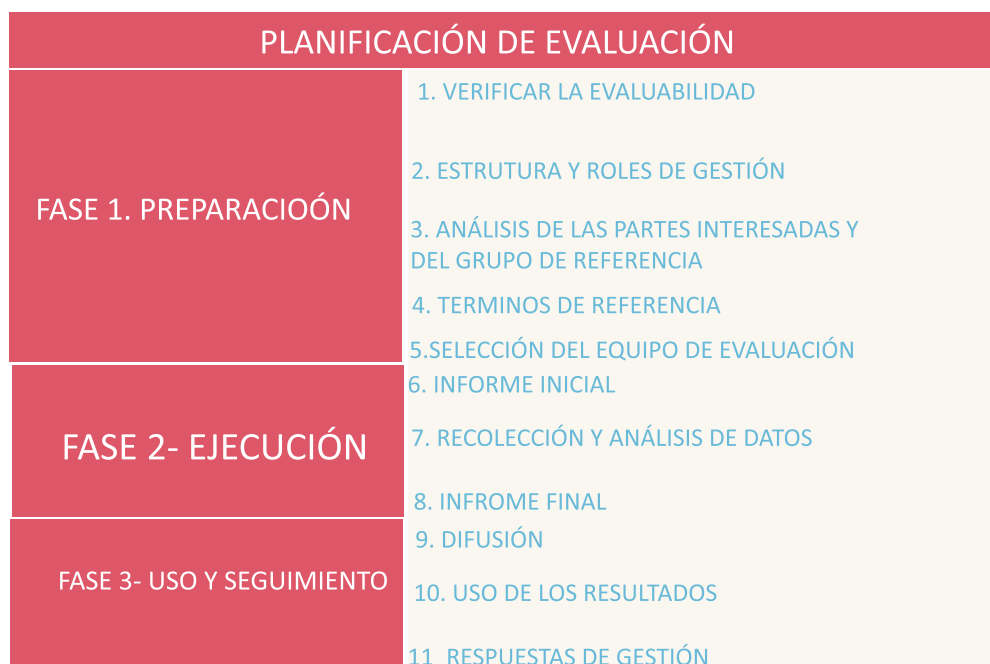 PLANIFICACIÓN DE EVALUACIÓN
FASE 1. PREPARACIOÓN
1. VERIFICAR LA EVALUABILIDAD
2. ESTRUTURA Y ROLES DE GESTIÓN
3. ANÁLISIS DE LAS PARTES INTERESADAS Y
DEL GRUPO DE REFERENCIA
4. TERMINOS DE REFERENCIA
5.SELECCIÓN DEL EQUIPO DE EVALUACIÓN
FASE 2- EJECUCIÓN
6. INFORME INICIAL
7. RECOLECCIÓN Y ANÁLISIS DE DATOS
8. INFROME FINAL
FASE 3- USO Y SEGUIMIENTO
9. DIFUSIÓN
10. USO DE LOS RESULTADOS
11 RESPUESTAS DE GESTIÓN